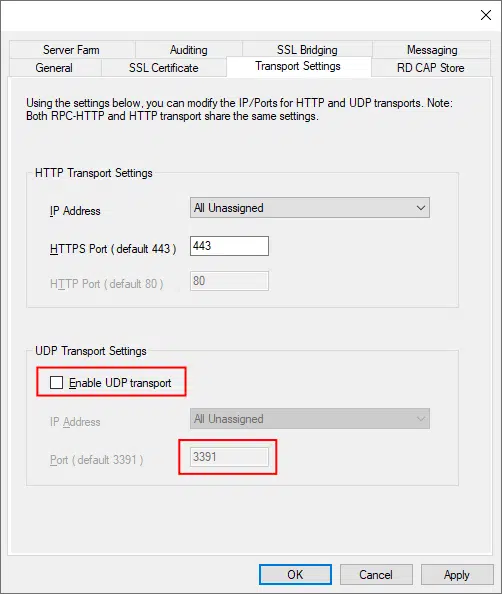 Server Farm Auditing SSL Bridging Messaging
General SSL Certificate Transport Settings RD CAP Store
Using the settings below, you can modify the IP/Ports for HTTP and UDP transports. Note:
Both RPC-HTTP and HTTP transport share the same settings.
HTTP Transport Settings
IP Address All Unassigned
HTTPS Port ( default 443 ) 443
HTTP Port ( default 80 ) 80
UDP Transport Settings
Enable UDP transport
IP Address All Unassigned
Port ( default 3391 ) 3391
OK Cancel Apply